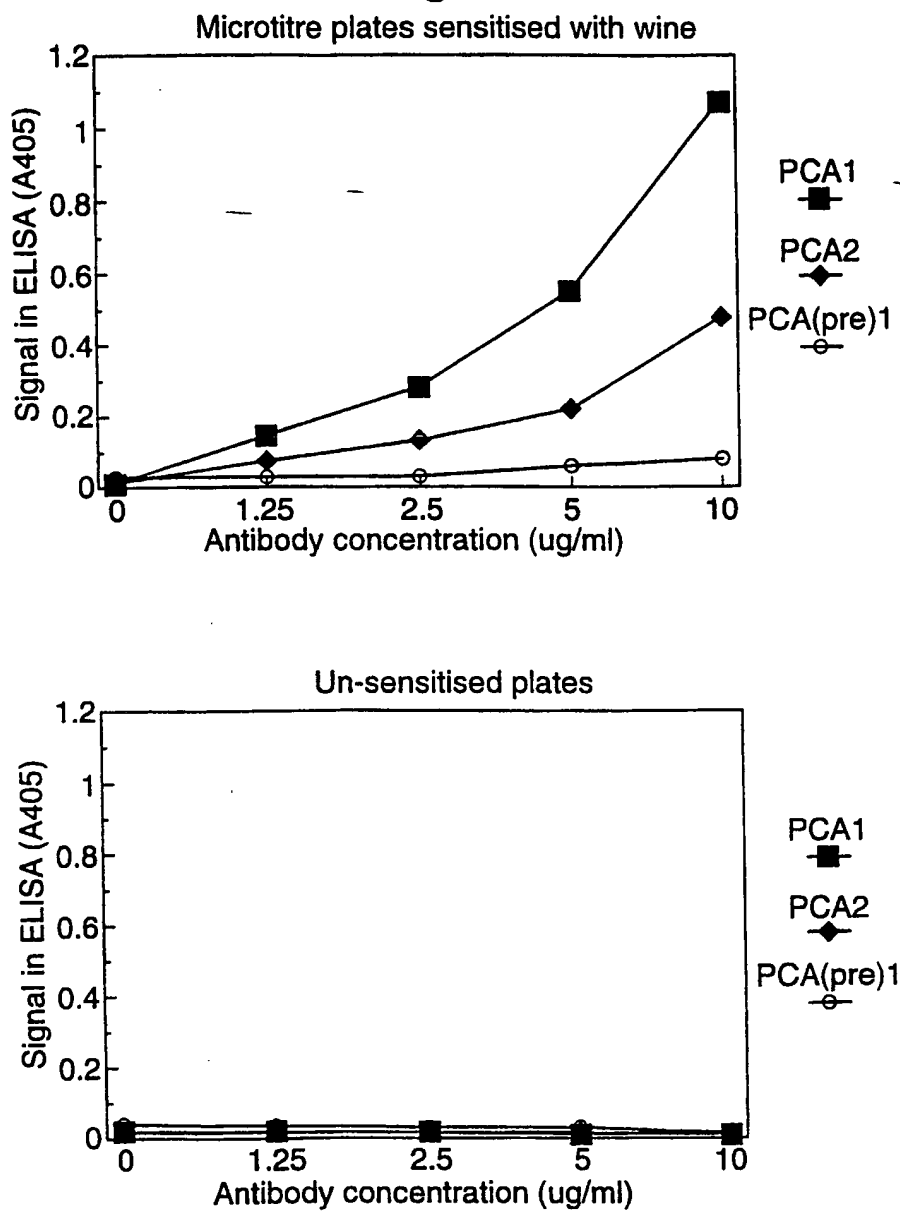 Microtitre plates sensitised with wine
Signal in ELISA (A405)
1.2
1
0.8
0.6
0.4
0.2
0
0 1.25 2.5 5 10
Antibody concentration (ug/ml)
PCA1
PCA2
PCA(pre)1
Un-sensitised plates
Signal in ELISA (A405)
1.2
1
0.8
0.6
0.4
0.2
0
0 1.25 2.5 5 10
Antibody concentration (ug/ml)
PCA1
PCA2
PCA(pre)1